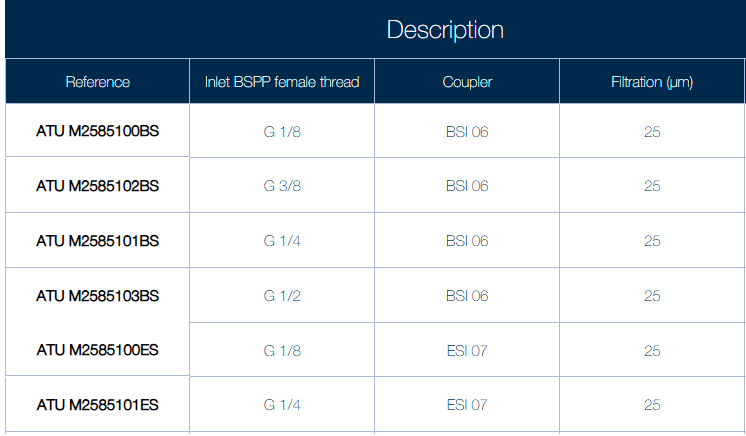 Description
Reference Inlet BSPP female thread Coupler Filtration (µm)
ATU M2585100BS G 1/8 BSI 06 25
ATU M2585102BS G 3/8 BSI 06 25
ATU M2585101BS G 1/4 BSI 06 25
ATU M2585103BS G 1/2 BSI 06 25
ATU M2585100ES G 1/8 ESI 07 25
ATU M2585101ES G 1/4 ESI 07 25